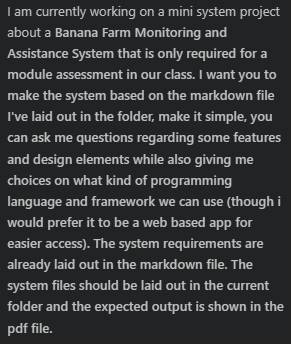 I am currently working on a mini system project
about a Banana Farm Monitoring and
Assistance System that is only required for a
module assessment in our class. I want you to
make the system based on the markdown file
I've laid out in the folder, make it simple, you
can ask me questions regarding some features
and design elements while also giving me
choices on what kind of programming
language and framework we can use (though i
would prefer it to be a web based app for
easier access). The system requirements are
already laid out in the markdown file. The
system files should be laid out in the current
folder and the expected output is shown in the
pdf file.